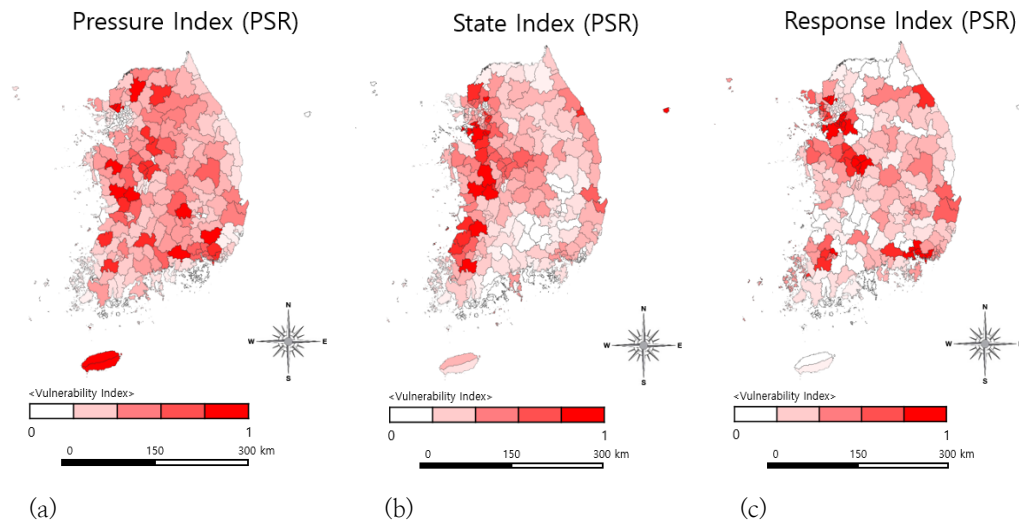 Pressure Index (PSR)
State Index (PSR)
Response Index (PSR)
N
W
E
S
N
W
E
S
N
W
E
S
<Vulnerability Index>
<Vulnerability Index>
<Vulnerability Index>
0
1
0
1
0
1
0
150
300 km
0
150
300 km
0
150
300 km
(a)
(b)
(c)